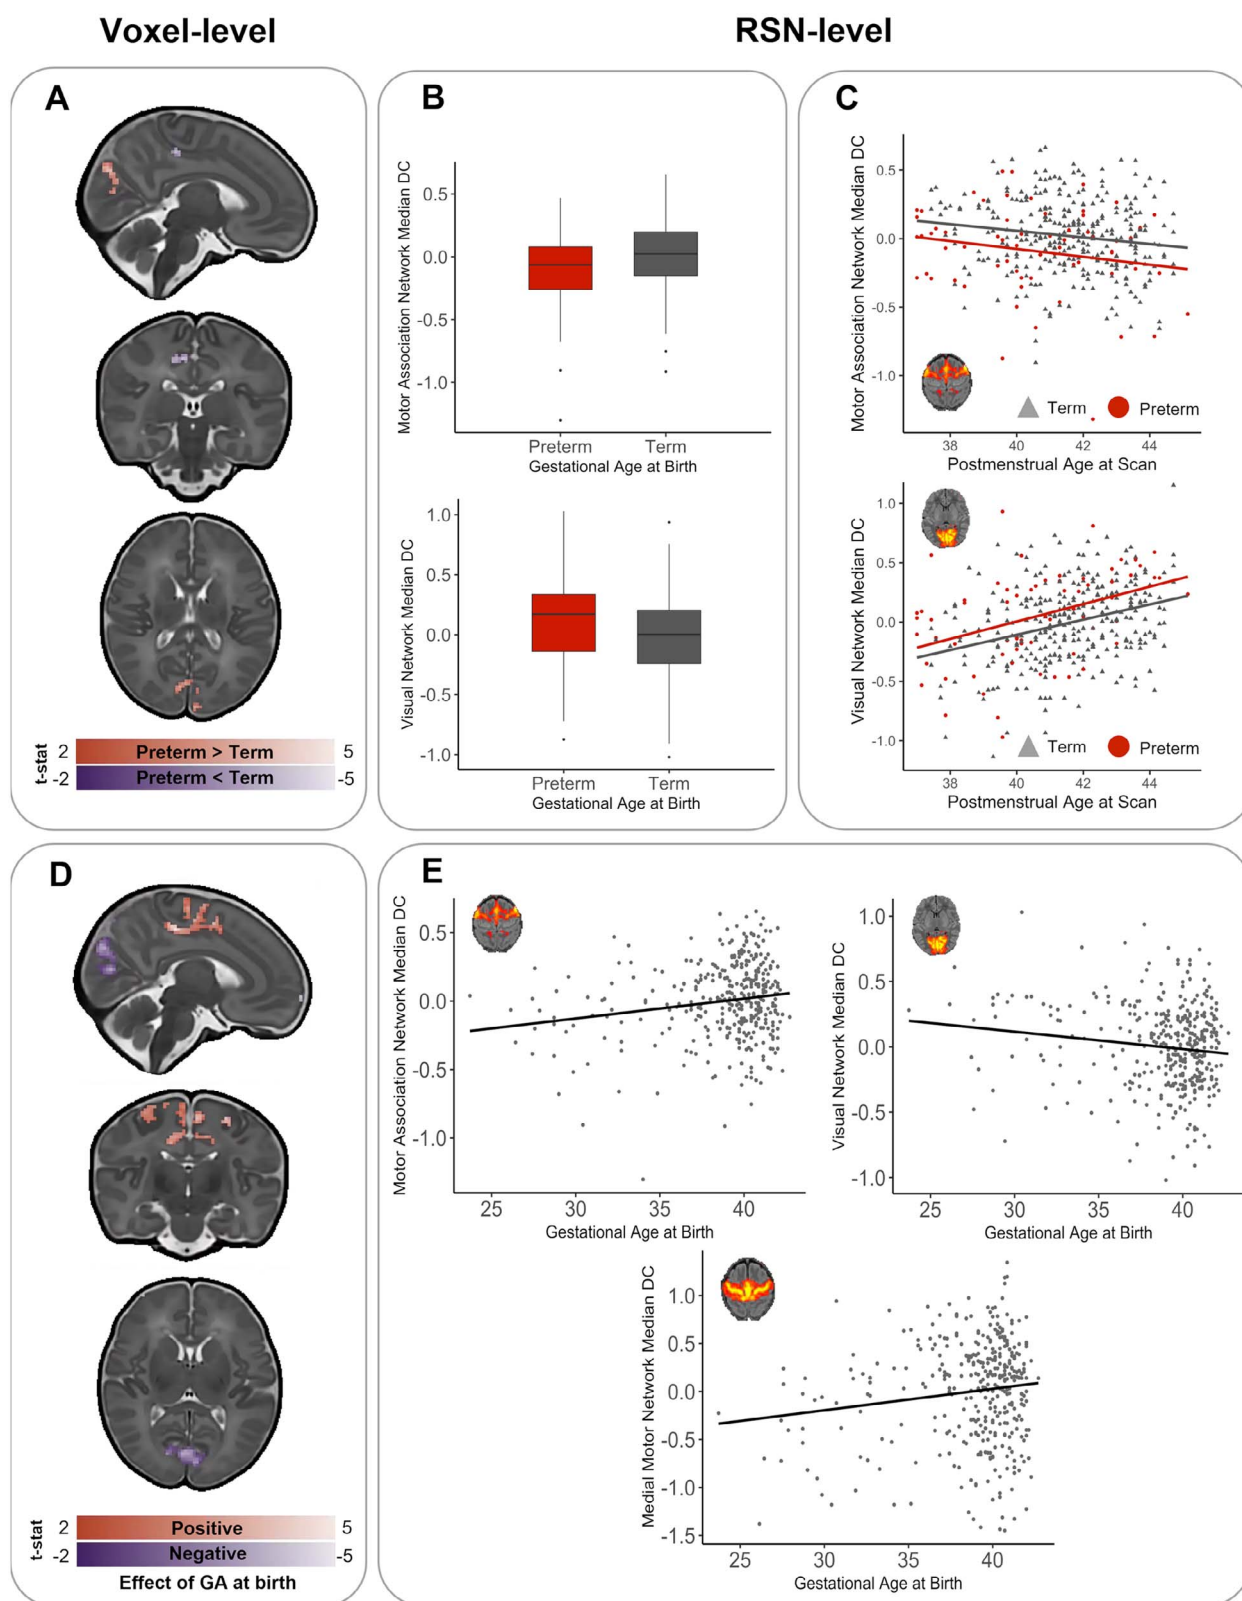 Voxel-level
RSN-level
A
t-stat
2 Preterm > Term 5
-2 Preterm < Term -5
B
Motor Association Network Median DC
0.5
0.0
-0.5
-1.0
Preterm Term
Gestational Age at Birth
Visual Network Median DC
1.0
0.5
0.0
-0.5
-1.0
Preterm Term
Gestational Age at Birth
C
Motor Association Network Median DC
0.5
0.0
-0.5
-1.0
Term Preterm
38 40 42 44
Postmenstrual Age at Scan
Visual Network Median DC
1.0
0.5
0.0
-0.5
-1.0
Term Preterm
38 40 42 44
Postmenstrual Age at Scan
D
t-stat
2 Positive 5
-2 Negative -5
Effect of GA at birth
E
Motor Association Network Median DC
0.5
0.0
-0.5
-1.0
25 30 35 40
Gestational Age at Birth
Visual Network Median DC
1.0
0.5
0.0
-0.5
-1.0
25 30 35 40
Gestational Age at Birth
Medial Motor Network Median DC
1.0
0.5
0.0
-0.5
-1.0
-1.5
25 30 35 40
Gestational Age at Birth